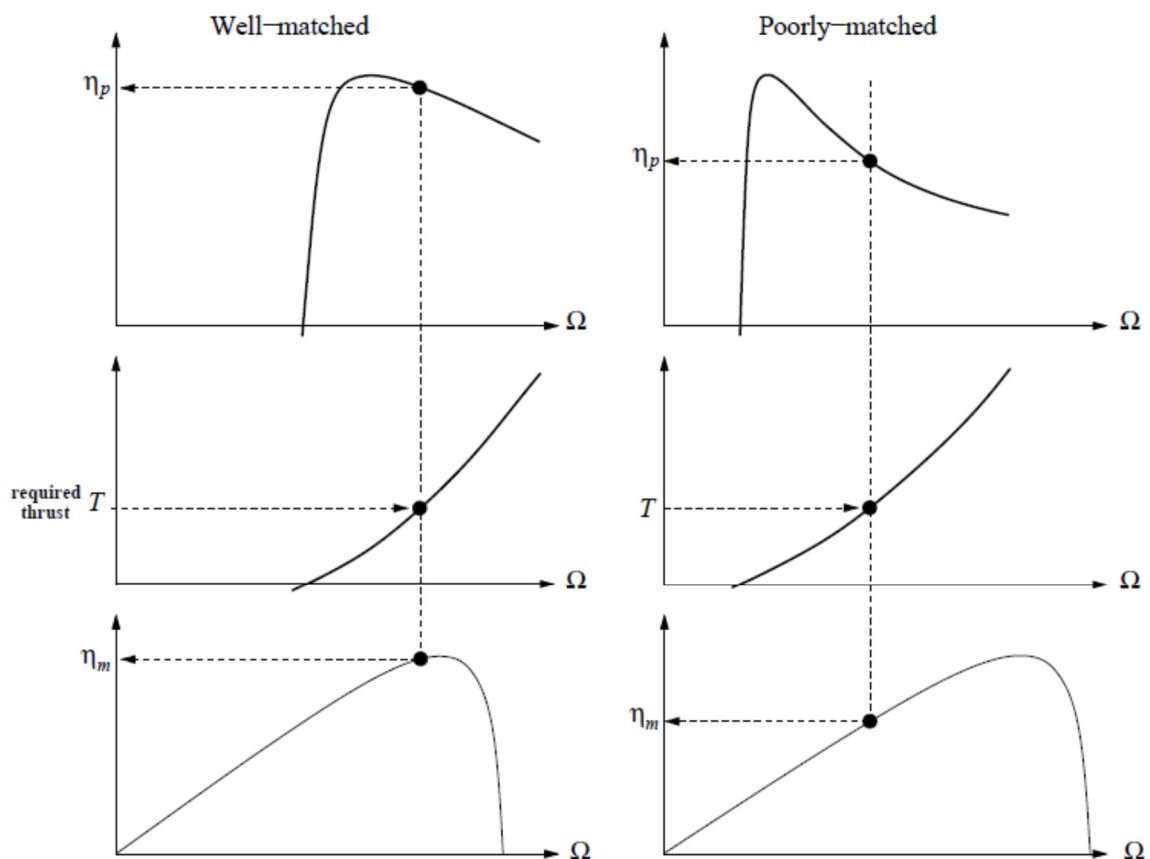 Well–matched
Poorly–matched
ηp
Ω
ηp
Ω
required
thrust
T
Ω
T
Ω
ηm
Ω
ηm
Ω